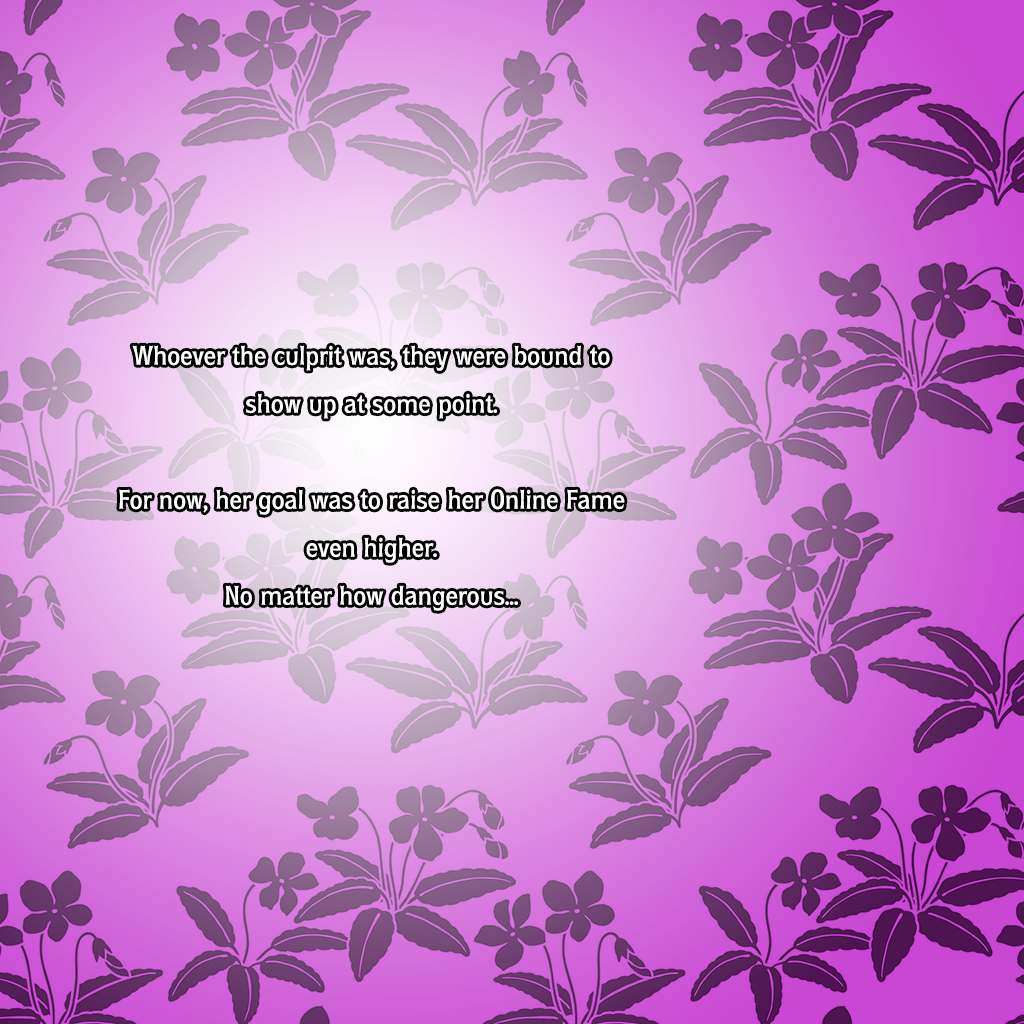 Whoever the culprit was, they were bound to
show up at some point.
For now, her goal was to raise her Online Fame
even higher.
No matter how dangerous...